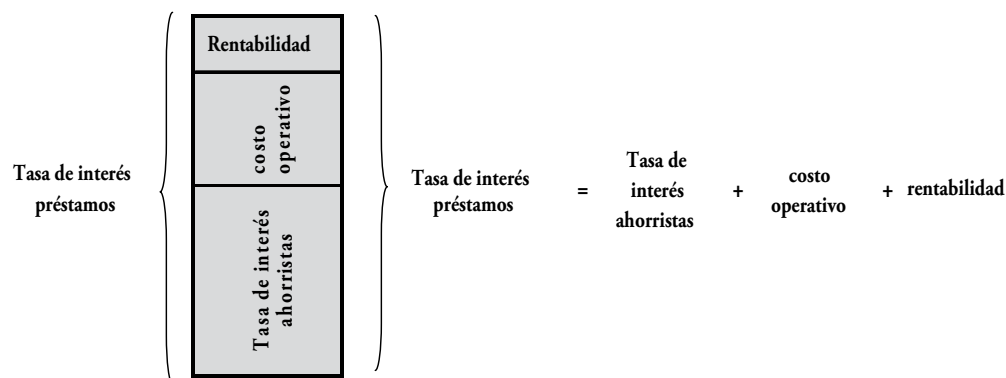 Rentabilidad
costo
operativo
Tasa de interés
ahorristas
Tasa de interés
préstamos
Tasa de interés
préstamos
=
Tasa de
interés
ahorristas
+
costo
operativo
+ rentabilidad